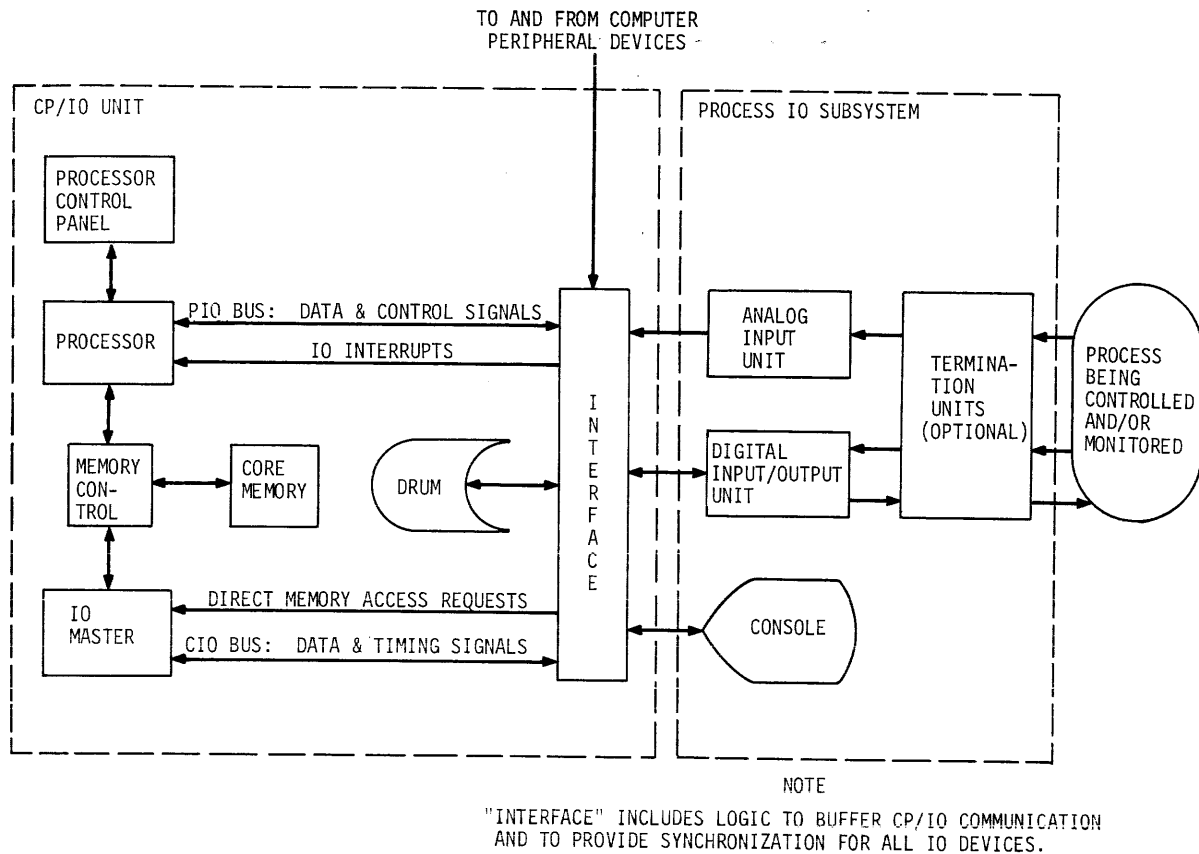 TO AND FROM COMPUTER
PERIPHERAL DEVICES
CP/IO UNIT
PROCESS IO SUBSYSTEM
PROCESSOR
CONTROL
PANEL
PROCESSOR
PIO BUS: DATA & CONTROL SIGNALS
IO INTERRUPTS
MEMORY
CON-
TROL
CORE
MEMORY
DRUM
IO
MASTER
DIRECT MEMORY ACCESS REQUESTS
CIO BUS: DATA & TIMING SIGNALS
INTERFACE
ANALOG
INPUT
UNIT
DIGITAL
INPUT/OUTPUT
UNIT
CONSOLE
TERMINA-
TION
UNITS
(OPTIONAL)
PROCESS
BEING
CONTROLLED
AND/OR
MONITORED
NOTE
"INTERFACE" INCLUDES LOGIC TO BUFFER CP/IO COMMUNICATION
AND TO PROVIDE SYNCHRONIZATION FOR ALL IO DEVICES.